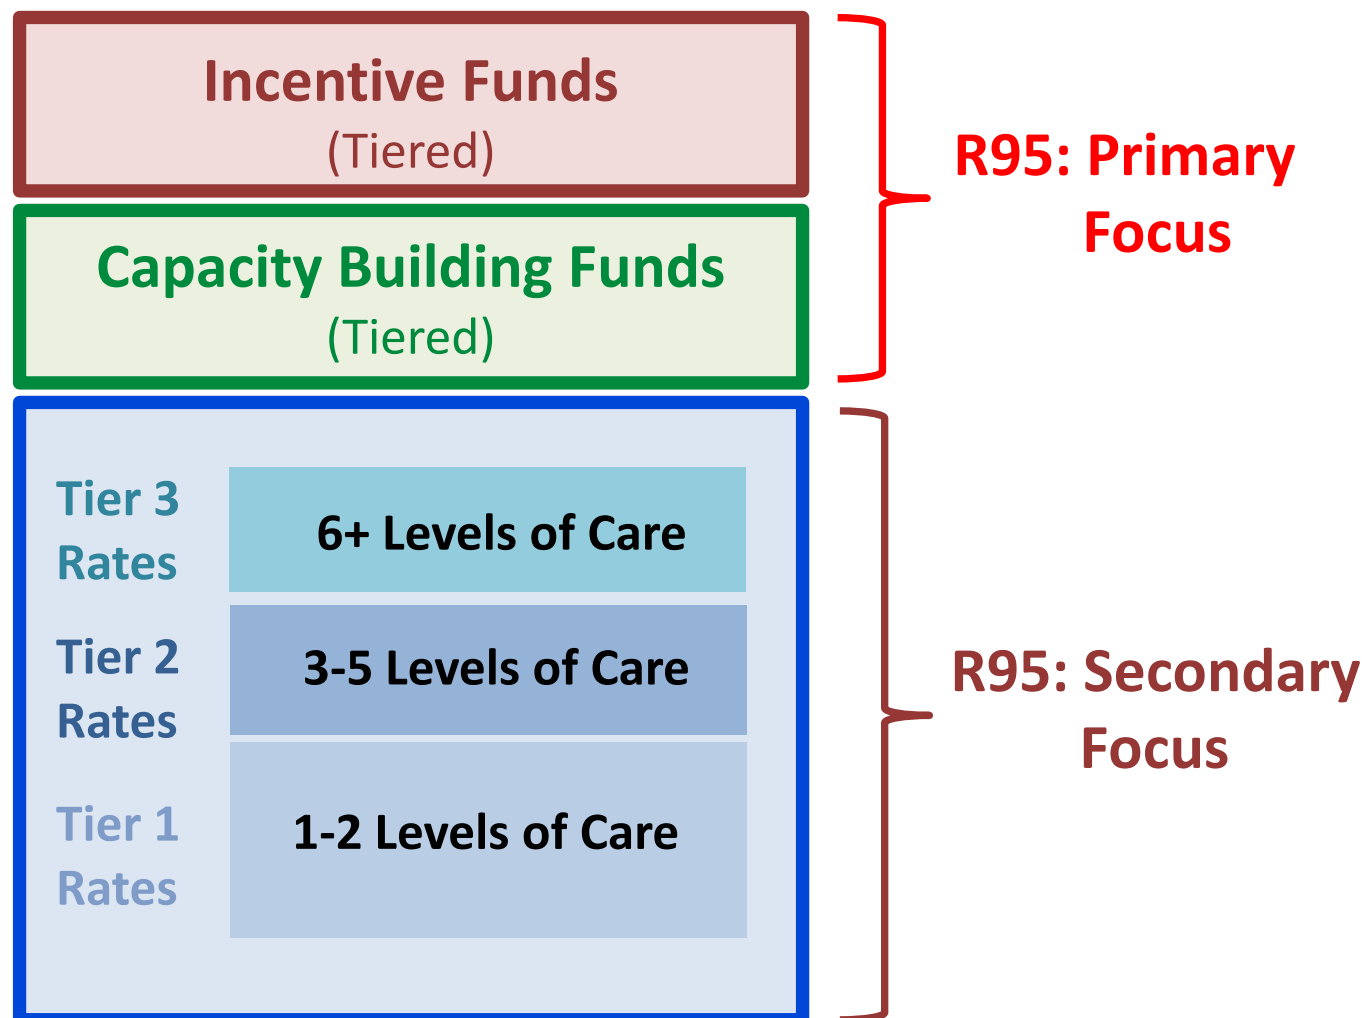 Incentive Funds
(Tiered)
R95: Primary
Focus
Capacity Building Funds
(Tiered)
Tier 3
Rates
6+ Levels of Care
Tier 2
Rates
3-5 Levels of Care
Tier 1
Rates
1-2 Levels of Care
R95: Secondary
Focus